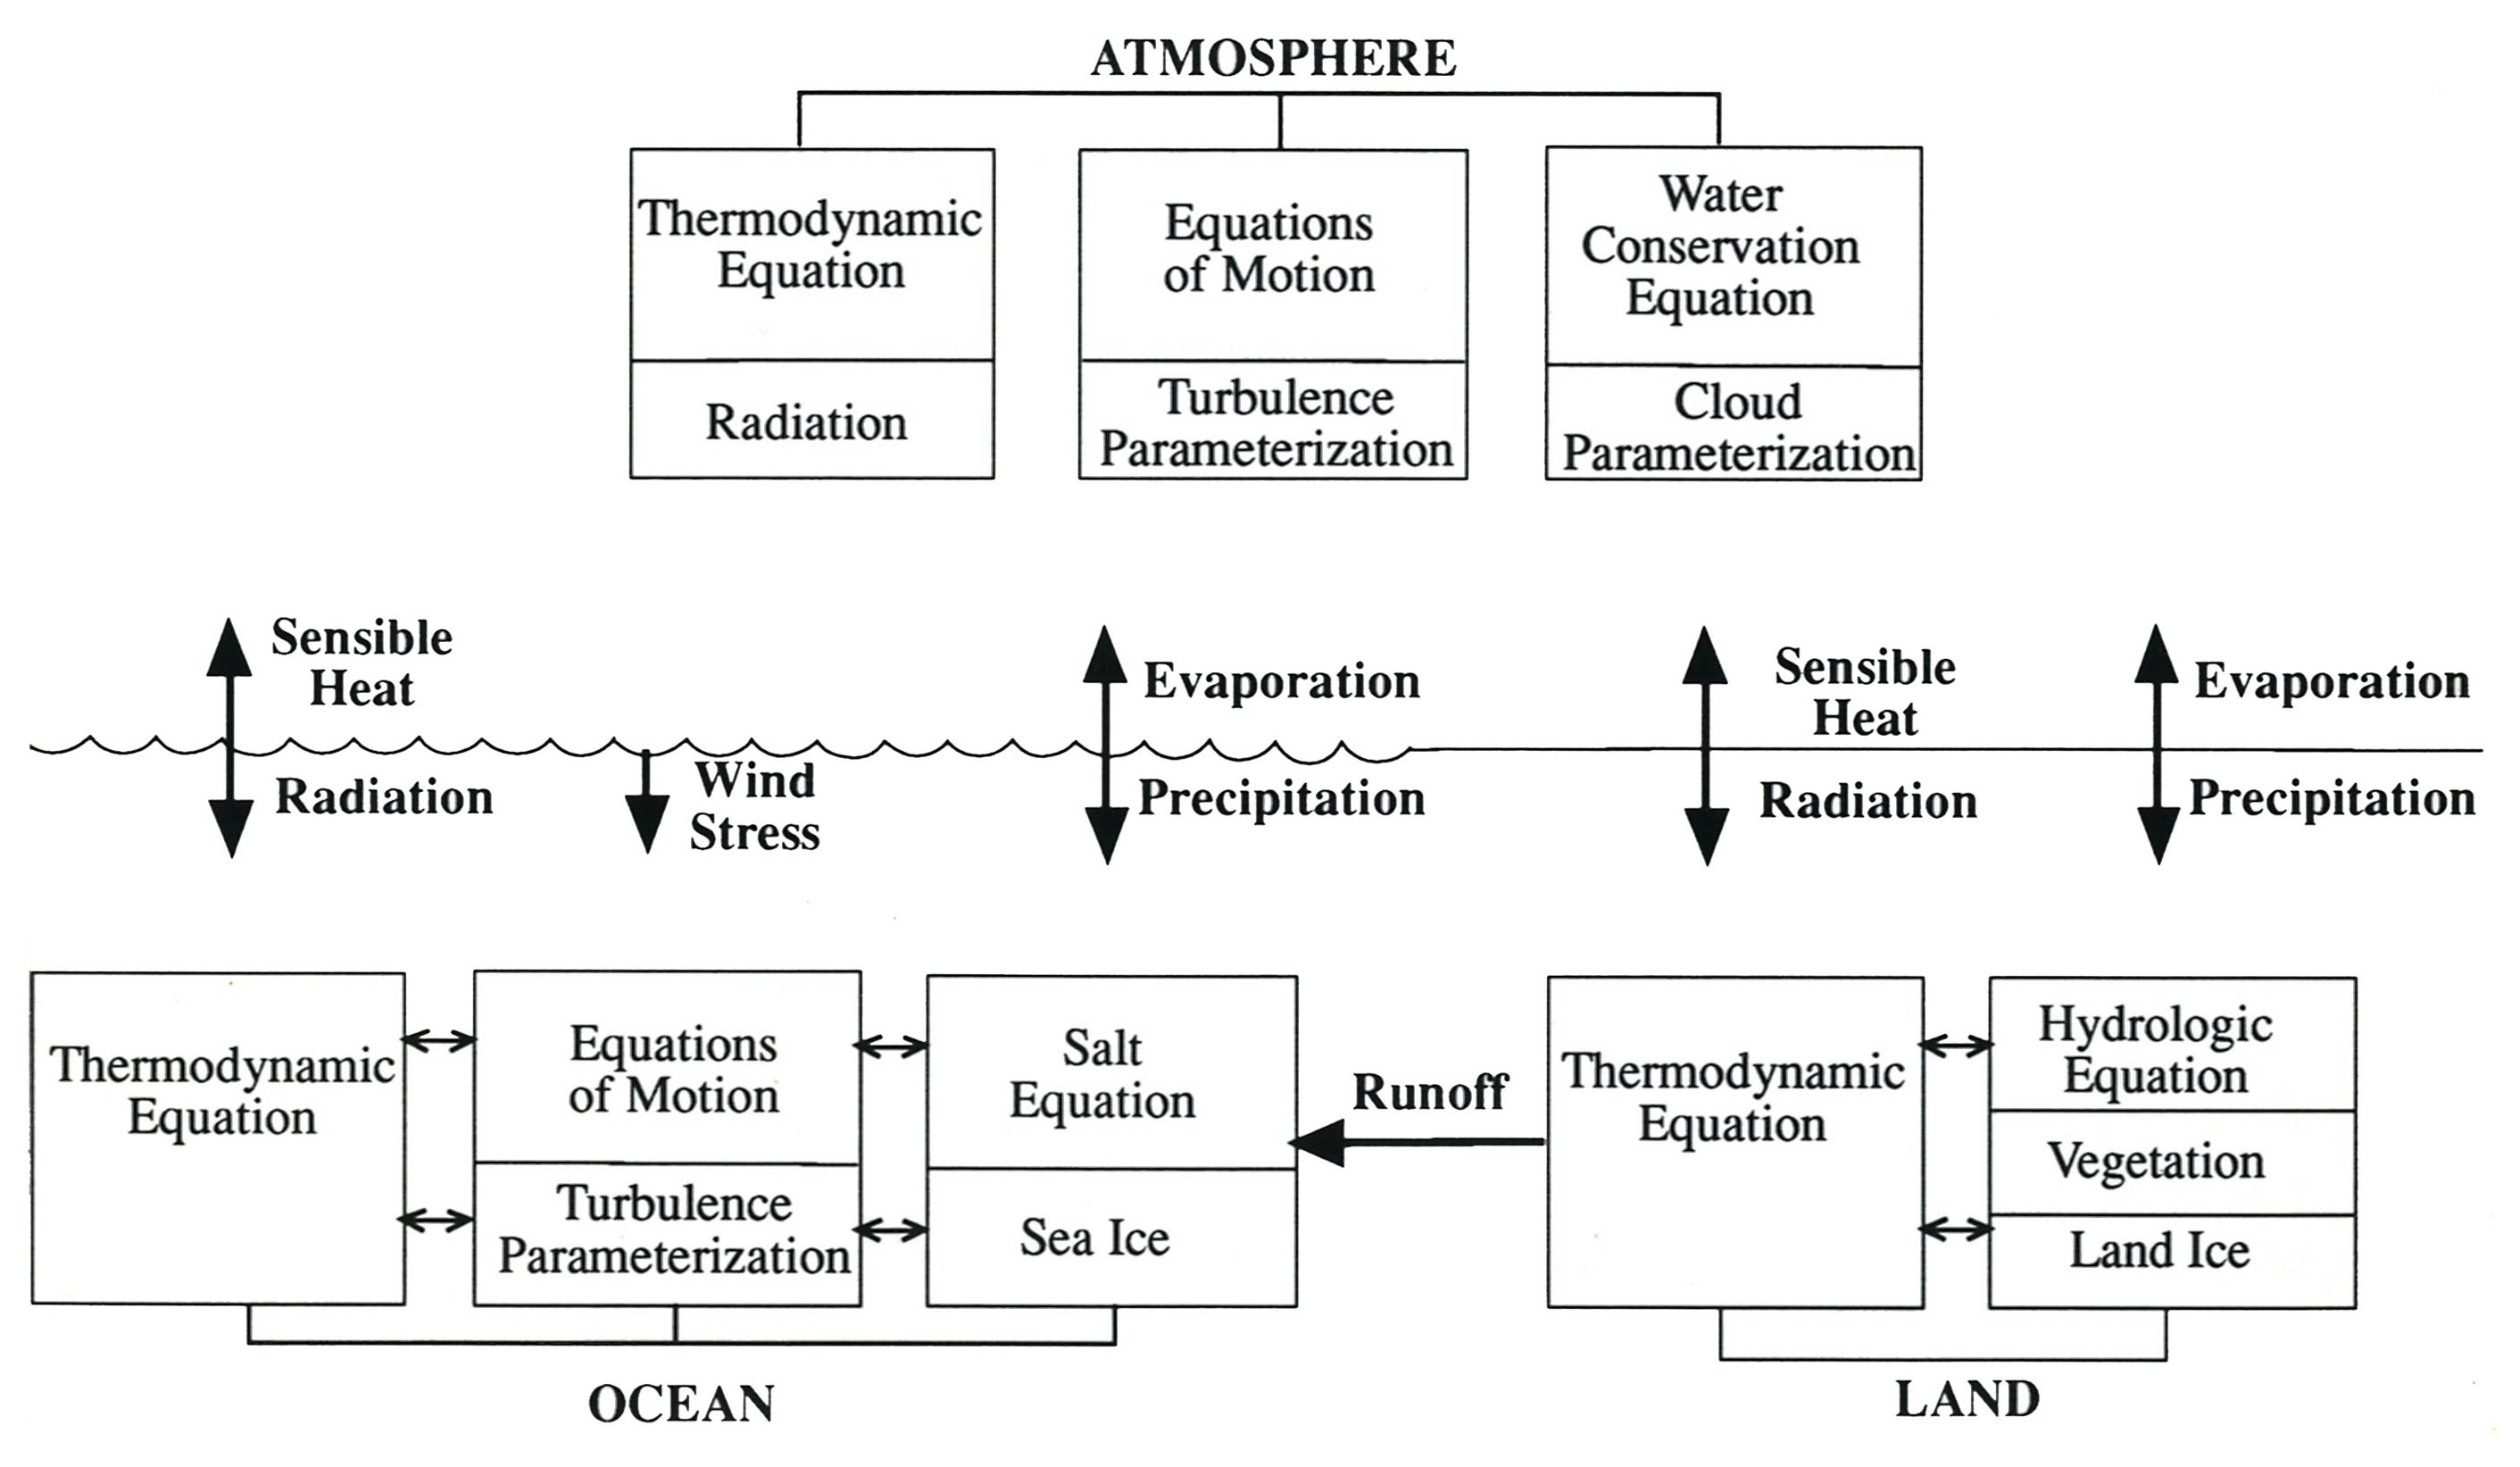 ATMOSPHERE
Thermodynamic
Equation
Radiation
Equations
of Motion
Turbulence
Parameterization
Water
Conservation
Equation
Cloud
Parameterization
Sensible
Heat
Radiation
Wind
Stress
Evaporation
Precipitation
Sensible
Heat
Radiation
Evaporation
Precipitation
Thermodynamic
Equation
Equations
of Motion
Turbulence
Parameterization
Salt
Equation
Sea Ice
Runoff
Thermodynamic
Equation
Hydrologic
Equation
Vegetation
Land Ice
OCEAN
LAND